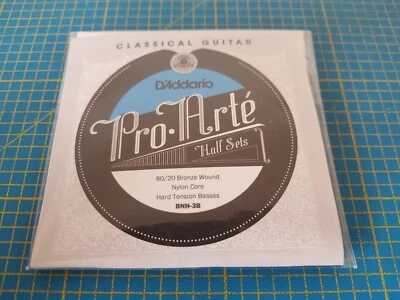 CLASSICAL GUITAR
D'Addario
Pro·Arté
Half Sets
80/20 Bronze Wound
Nylon Core
Hard Tension Basses
BNH-3B